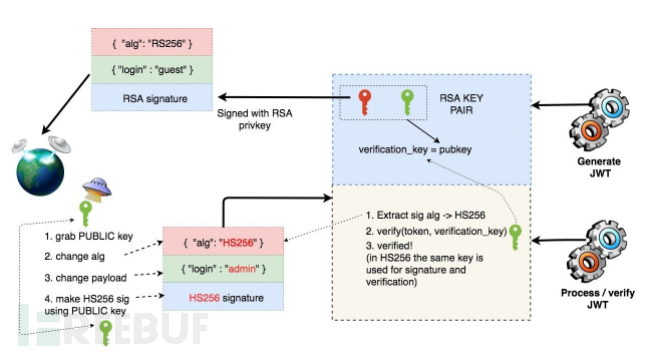 { "alg": "RS256" }
{ "login" : "guest" }
RSA signature
Signed with RSA
privkey
RSA KEY
PAIR
verification_key = pubkey
Generate
JWT
1. grab PUBLIC key
2. change alg
3. change payload
4. make HS256 sig
using PUBLIC key
{ "alg": "HS256" }
{ "login" : "admin" }
HS256 signature
1. Extract sig alg -> HS256
2. verify(token, verification_key)
3. verified!
(in HS256 the same key is
used for signature and
verification)
Process / verify
JWT
FREEBUF